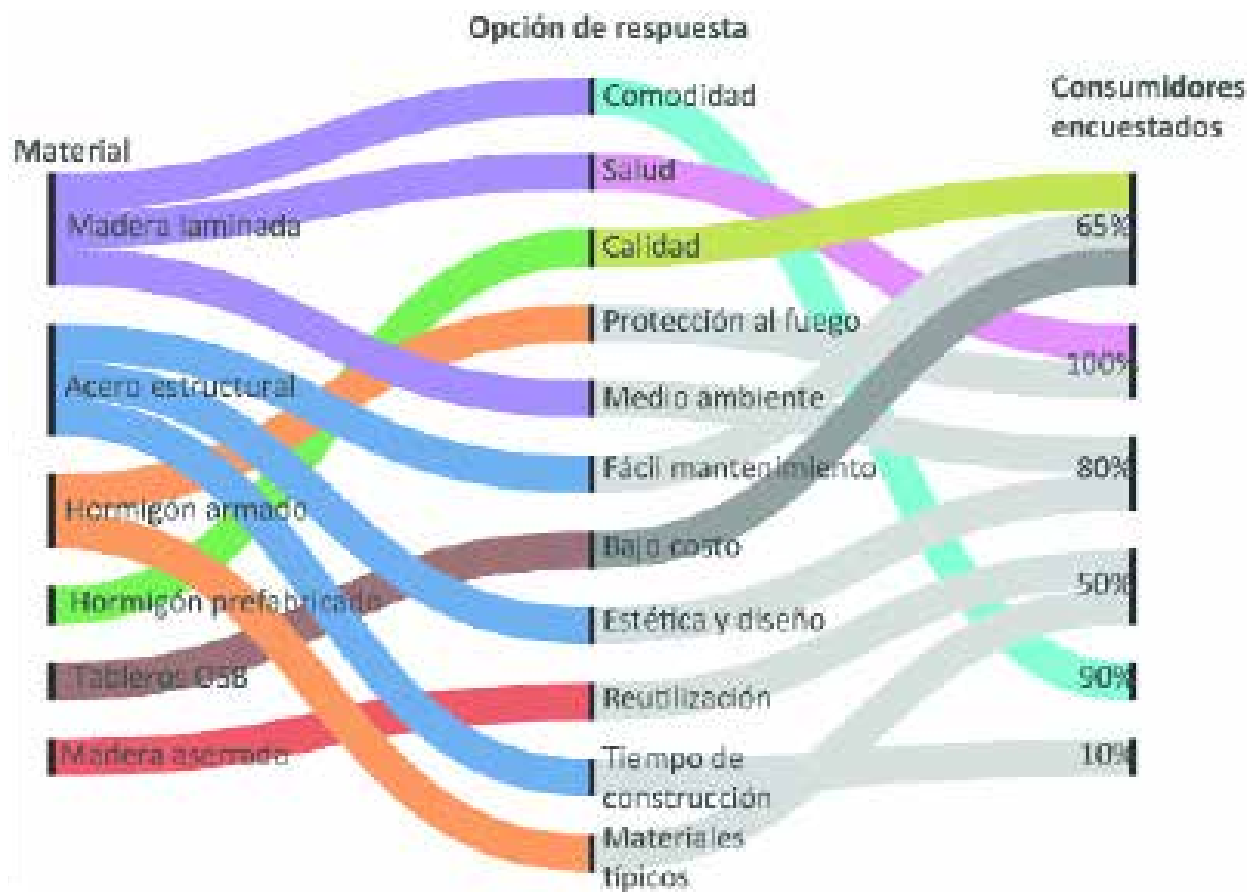 Opción de respuesta
Material
Madera laminada
Acero estructural
Hormigón armado
Hormigón prefabricado
Tableros OSB
Madera aserrada
Comodidad
Salud
Calidad
Protección al fuego
Medio ambiente
Fácil mantenimiento
Bajo costo
Estética y diseño
Reutilización
Tiempo de
construcción
Materiales
típicos
Consumidores
encuestados
65%
100%
80%
50%
90%
10%